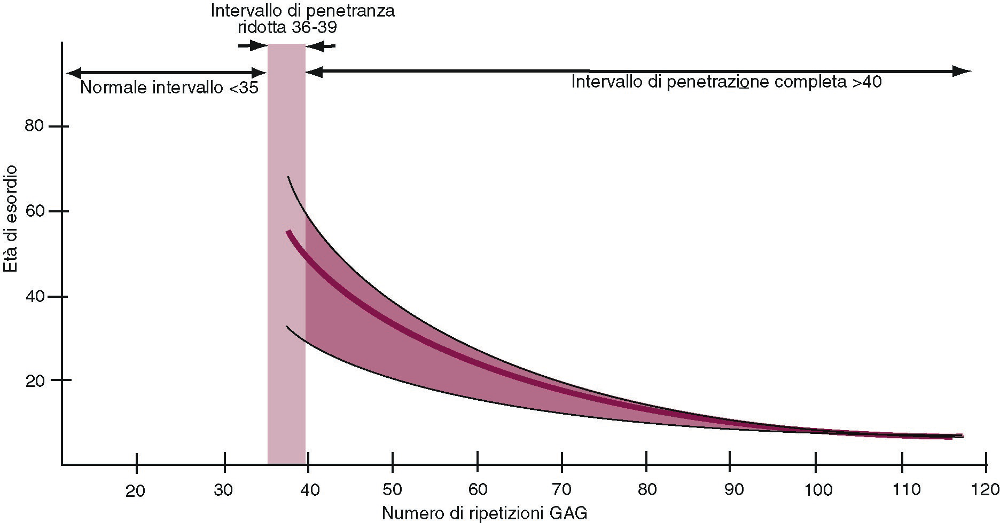 Intervallo di penetranza
ridotta 36-39
Normale intervallo <35
Intervallo di penetrazione completa >40
80
60
40
20
Età di esordio
20 30 40 50 60 70 80 90 100 110 120
Numero di ripetizioni GAG